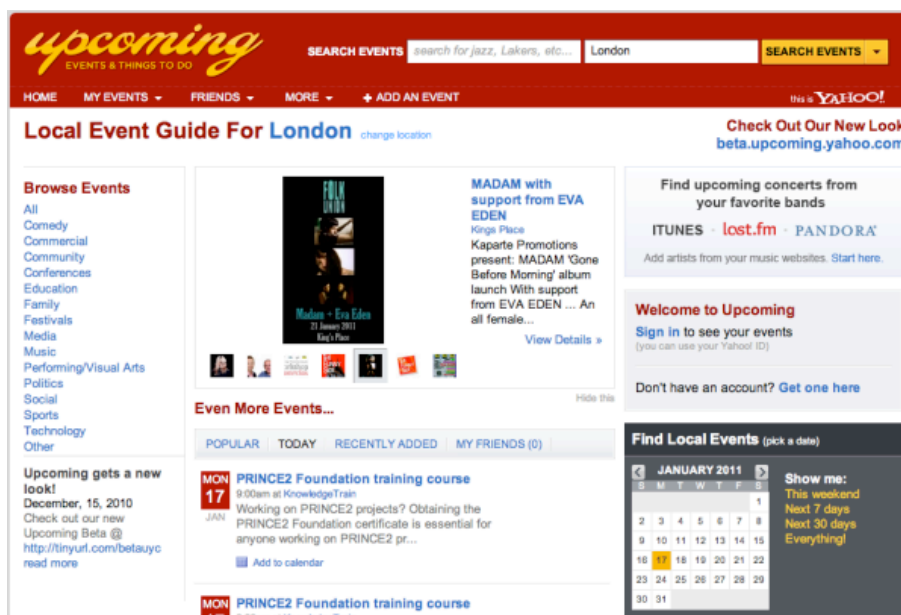 upcoming
EVENTS & THINGS TO DO
SEARCH EVENTS
search for jazz, Lakers, etc...
London
SEARCH EVENTS
HOME MY EVENTS FRIENDS MORE + ADD AN EVENT
this is YAHOO!
Local Event Guide For London change location
Check Out Our New Look
beta.upcoming.yahoo.com
Browse Events
All
Comedy
Commercial
Community
Conferences
Education
Family
Festivals
Media
Music
Performing/Visual Arts
Politics
Social
Sports
Technology
Other
Upcoming gets a new
look!
December, 15, 2010
Check out our new
Upcoming Beta @
http://tinyurl.com/betauyc
read more
FOLK
UNION
Madam + Eva Eden
21 January 2011
King's Place
MADAM with
support from EVA
EDEN
Kings Place
Kaparte Promotions
present: MADAM 'Gone
Before Morning' album
launch With support
from EVA EDEN ... An
all female...
View Details »
Hide this
Even More Events...
POPULAR TODAY RECENTLY ADDED MY FRIENDS (0)
MON
17
JAN
PRINCE2 Foundation training course
9:00am at KnowledgeTrain
Working on PRINCE2 projects? Obtaining the
PRINCE2 Foundation certificate is essential for
anyone working on PRINCE2 pr...
Add to calendar
MON
PRINCE2 Foundation training course
Find upcoming concerts from
your favorite bands
ITUNES · lost.fm · PANDORA
Add artists from your music websites. Start here.
Welcome to Upcoming
Sign in to see your events
(you can use your Yahoo! ID)
Don't have an account? Get one here
Find Local Events (pick a date)
JANUARY 2011
S M T W T F S
1
2 3 4 5 6 7 8
9 10 11 12 13 14 15
16 17 18 19 20 21 22
23 24 25 26 27 28 29
30 31
Show me:
This weekend
Next 7 days
Next 30 days
Everything!